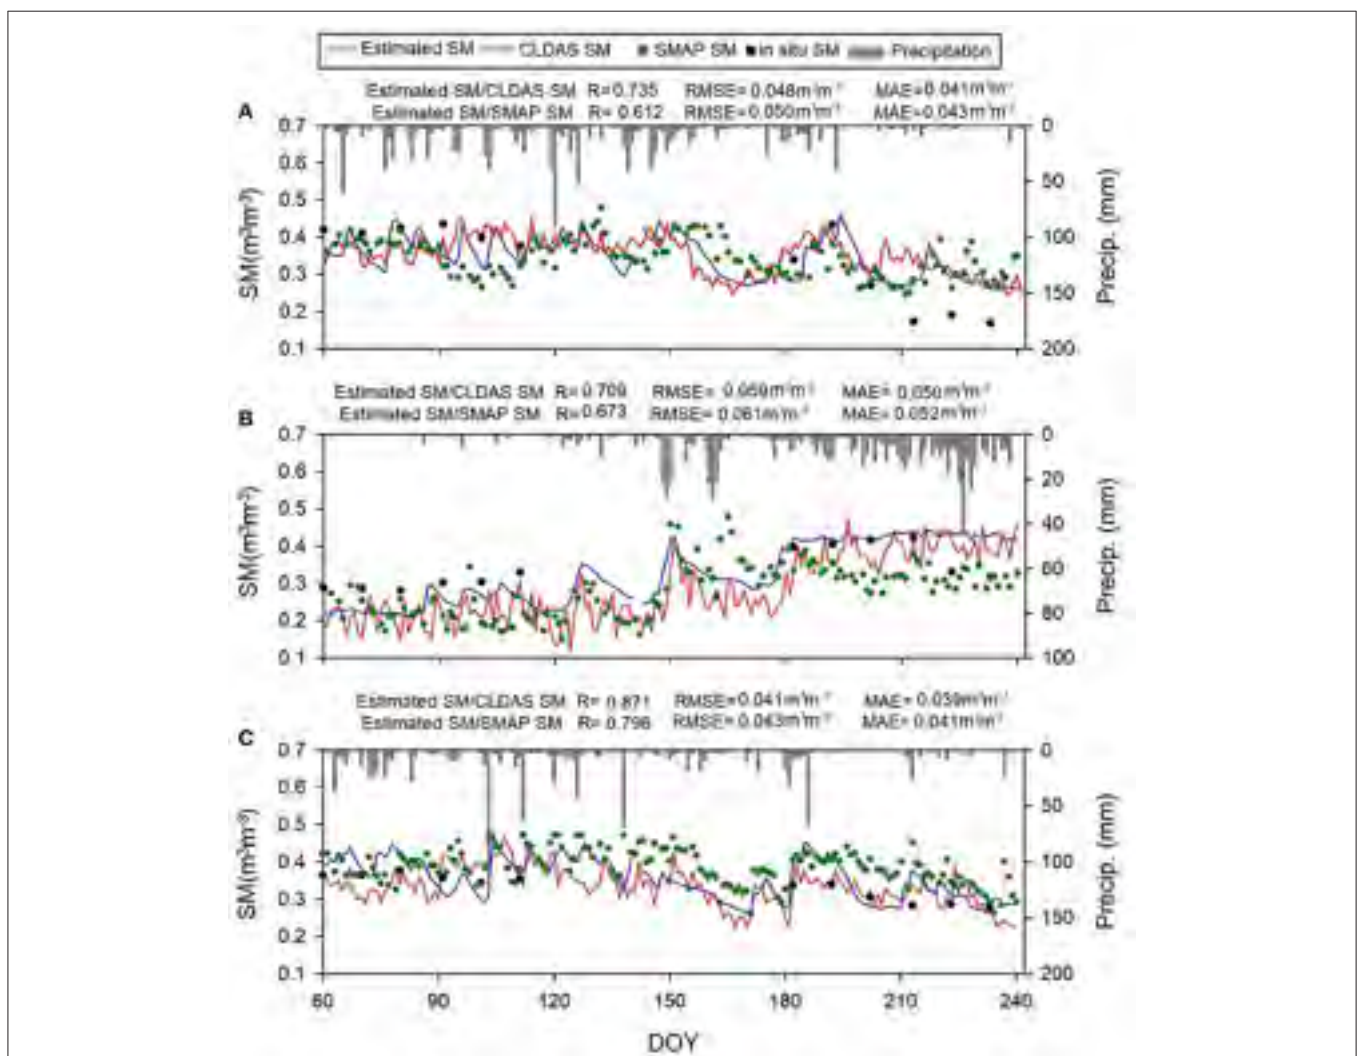 Estimated SM CLDAS SM SMAP SM in situ SM Precipitation
Estimated SM/CLDAS SM R=0.735 RMSE=0.048m³m⁻³ MAE=0.041m³m⁻³
A Estimated SM/SMAP SM R= 0.612 RMSE=0.050m³m⁻³ MAE=0.043m³m⁻³
0.7 0
0.6
0.5 50
0.4 100
0.3 150
0.2
0.1 200
SM(m³m⁻³)
Precip. (mm)
Estimated SM/CLDAS SM R= 0.709 RMSE= 0.059m³m⁻³ MAE= 0.050m³m⁻³
B Estimated SM/SMAP SM R=0.673 RMSE= 0.061m³m⁻³ MAE= 0.052m³m⁻³
0.7 0
0.6 20
0.5
0.4 40
0.3 60
0.2 80
0.1 100
SM(m³m⁻³)
Precip. (mm)
Estimated SM/CLDAS SM R= 0.871 RMSE=0.041m³m⁻³ MAE= 0.039m³m⁻³
C Estimated SM/SMAP SM R= 0.796 RMSE= 0.043m³m⁻³ MAE= 0.041m³m⁻³
0.7 0
0.6
0.5 50
0.4 100
0.3 150
0.2
0.1 200
SM(m³m⁻³)
Precip. (mm)
60 90 120 150 180 210 240
DOY